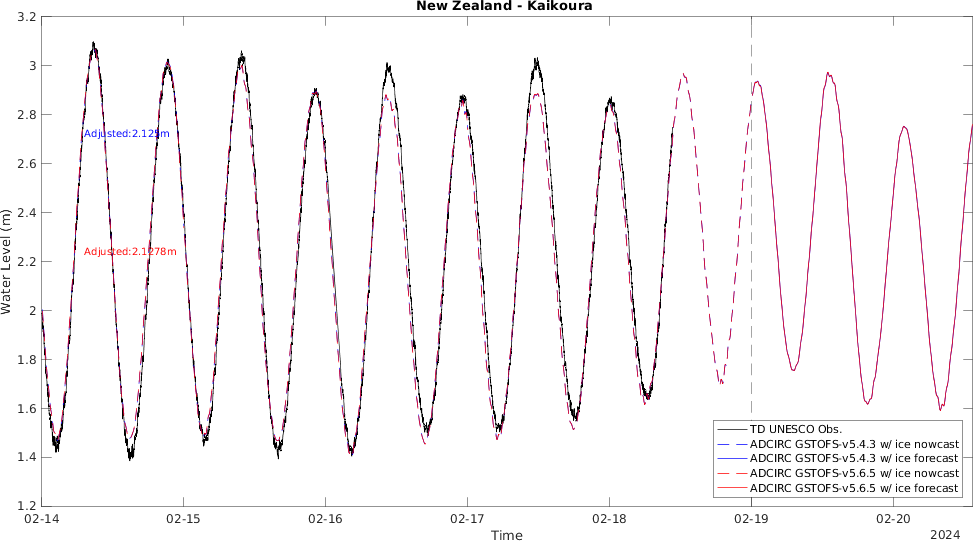 New Zealand - Kaikoura
3.2
3
2.8
2.6
2.4
2.2
2
1.8
1.6
1.4
1.2
Water Level (m)
Adjusted:2.125m
Adjusted:2.1278m
TD UNESCO Obs.
ADCIRC GSTOFS-v5.4.3 w/ ice nowcast
ADCIRC GSTOFS-v5.4.3 w/ ice forecast
ADCIRC GSTOFS-v5.6.5 w/ ice nowcast
ADCIRC GSTOFS-v5.6.5 w/ ice forecast
02-14 02-15 02-16 02-17 02-18 02-19 02-20
Time
2024